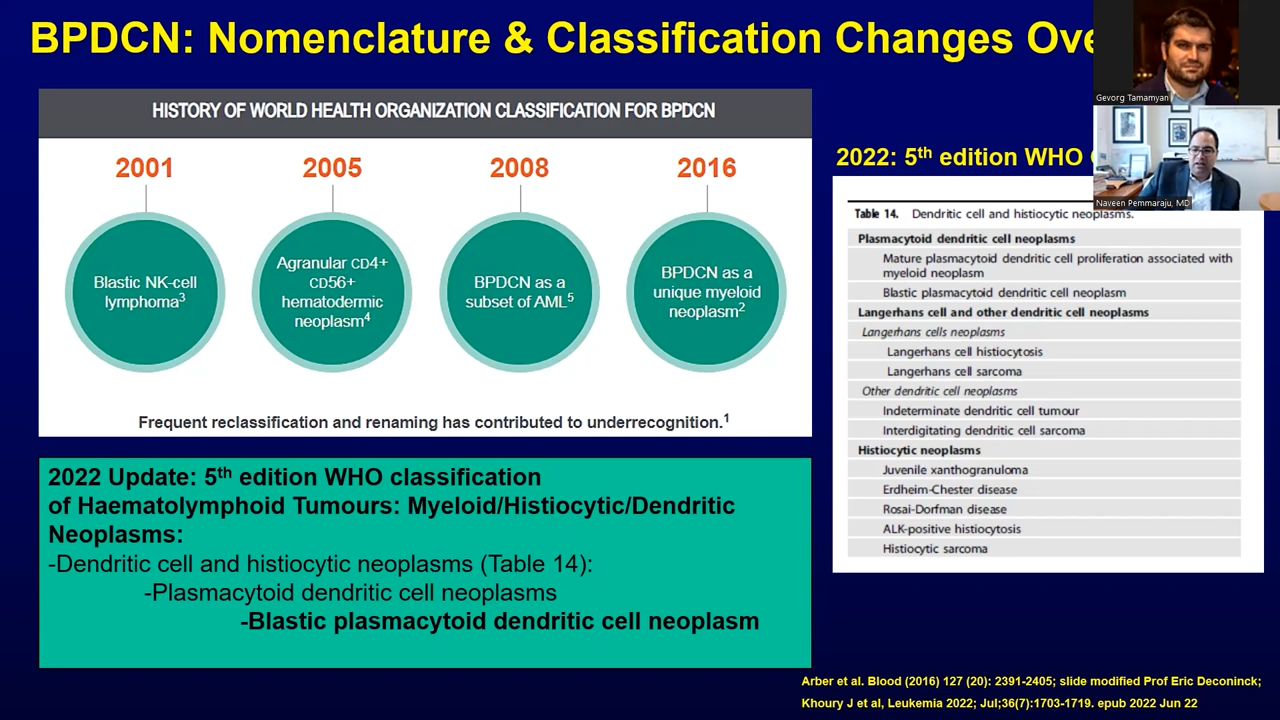 BPDCN: Nomenclature & Classification Changes Ove
Gevorg Tamamyan
Naveen Pemmaraju, MD
HISTORY OF WORLD HEALTH ORGANIZATION CLASSIFICATION FOR BPDCN
2001
2005
2008
2016
Blastic NK-cell
lymphoma3
Agranular CD4+
CD56+
hematodermic
neoplasm4
BPDCN as a
subset of AML5
BPDCN as a
unique myeloid
neoplasm2
Frequent reclassification and renaming has contributed to underrecognition.1
2022 Update: 5th edition WHO classification
of Haematolymphoid Tumours: Myeloid/Histiocytic/Dendritic
Neoplasms:
-Dendritic cell and histiocytic neoplasms (Table 14):
-Plasmacytoid dendritic cell neoplasms
-Blastic plasmacytoid dendritic cell neoplasm
2022: 5th edition WHO
Table 14. Dendritic cell and histiocytic neoplasms.
Plasmacytoid dendritic cell neoplasms
Mature plasmacytoid dendritic cell proliferation associated with
myeloid neoplasm
Blastic plasmacytoid dendritic cell neoplasm
Langerhans cell and other dendritic cell neoplasms
Langerhans cells neoplasms
Langerhans cell histiocytosis
Langerhans cell sarcoma
Other dendritic cell neoplasms
Indeterminate dendritic cell tumour
Interdigitating dendritic cell sarcoma
Histiocytic neoplasms
Juvenile xanthogranuloma
Erdheim-Chester disease
Rosai-Dorfman disease
ALK-positive histiocytosis
Histiocytic sarcoma
Arber et al. Blood (2016) 127 (20): 2391-2405; slide modified Prof Eric Deconinck;
Khoury J et al, Leukemia 2022; Jul;36(7):1703-1719. epub 2022 Jun 22